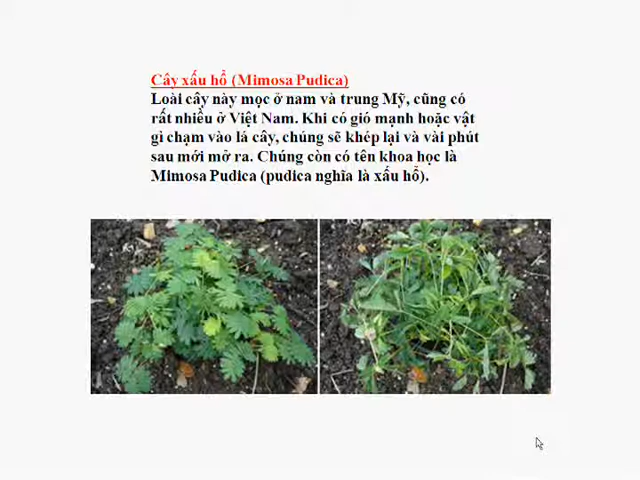 Cây xấu hổ (Mimosa Pudica)
Loài cây này mọc ở nam và trung Mỹ, cũng có
rất nhiều ở Việt Nam. Khi có gió mạnh hoặc vật
gì chạm vào lá cây, chúng sẽ khép lại và vài phút
sau mới mở ra. Chúng còn có tên khoa học là
Mimosa Pudica (pudica nghĩa là xấu hổ).